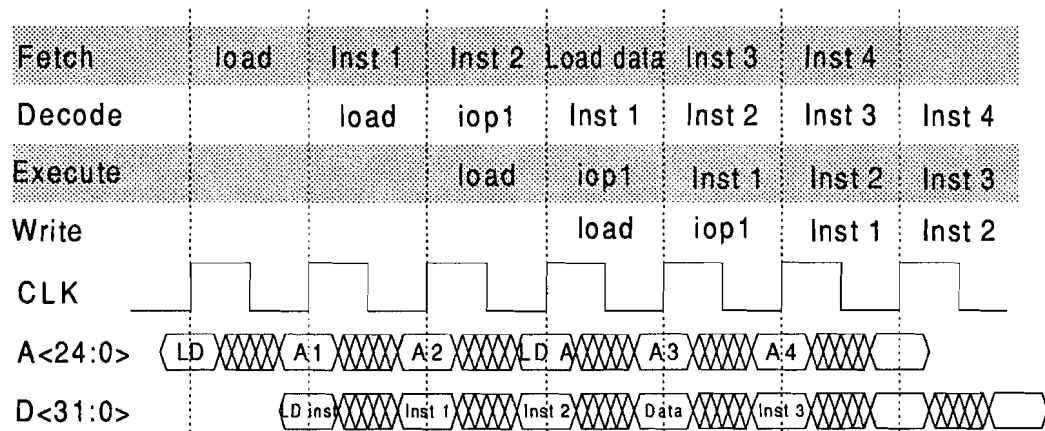 Fetch load Inst 1 Inst 2 Load data Inst 3 Inst 4
Decode load iop1 Inst 1 Inst 2 Inst 3 Inst 4
Execute load iop1 Inst 1 Inst 2 Inst 3
Write load iop1 Inst 1 Inst 2
CLK
A<24:0> LD A1 A2 LD A A3 A4
D<31:0> LD inst Inst 1 Inst 2 Data Inst 3